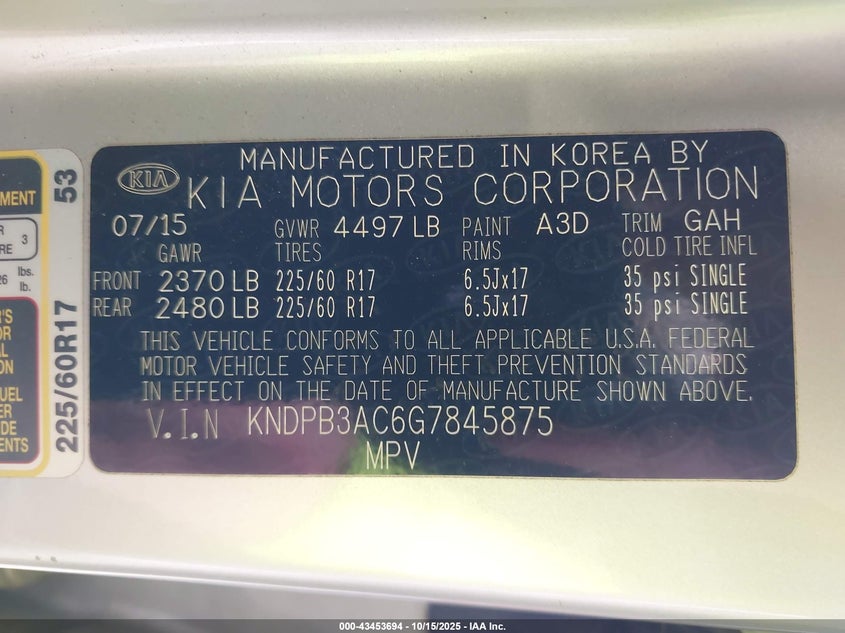 MANUFACTURED IN KOREA BY
KIA KIA MOTORS CORPORATION
07/15 GVWR 4497 LB PAINT A3D TRIM GAH
GAWR TIRES RIMS COLD TIRE INFL
FRONT 2370 LB 225/60 R17 6.5Jx17 35 psi SINGLE
REAR 2480 LB 225/60 R17 6.5Jx17 35 psi SINGLE
THIS VEHICLE CONFORMS TO ALL APPLICABLE U.S.A. FEDERAL
MOTOR VEHICLE SAFETY AND THEFT PREVENTION STANDARDS
IN EFFECT ON THE DATE OF MANUFACTURE SHOWN ABOVE.
V.I.N KNDPB3AC6G7845875
MPV
53
225/60R17
3
lbs.
lb.
000-43453694 - 10/15/2025 - IAA Inc.